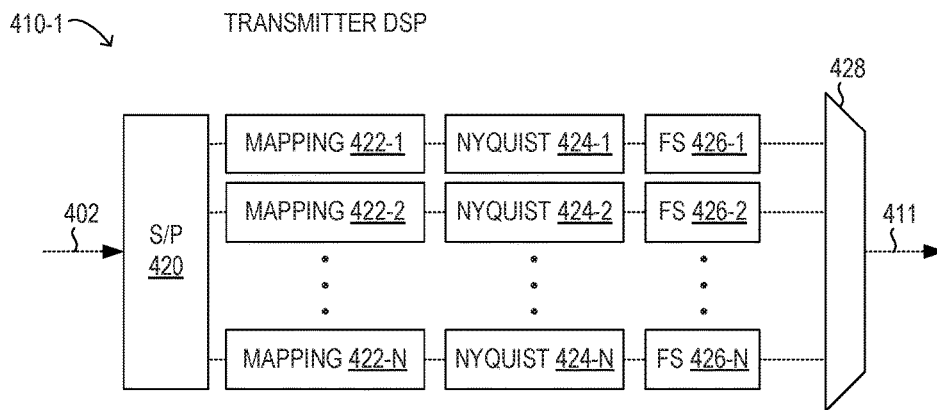 410-1
TRANSMITTER DSP
428
MAPPING 422-1
NYQUIST 424-1
FS 426-1
402
S/P
420
MAPPING 422-2
NYQUIST 424-2
FS 426-2
411
MAPPING 422-N
NYQUIST 424-N
FS 426-N